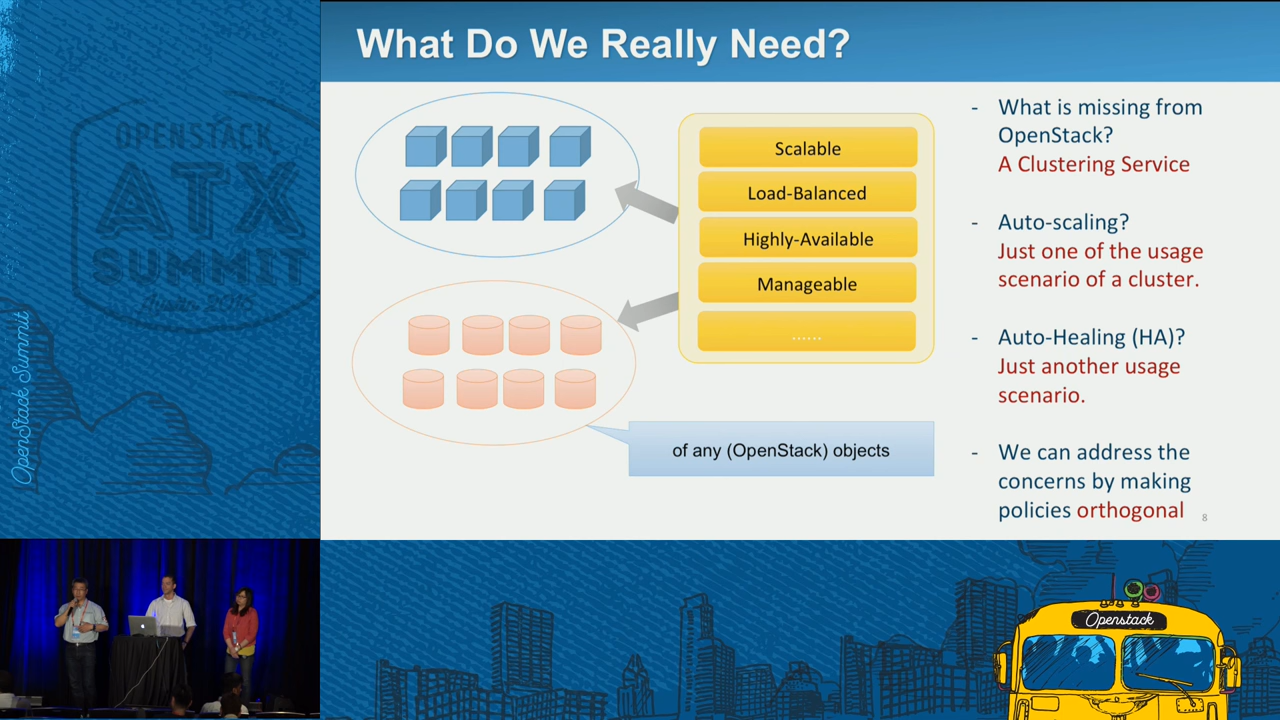 What Do We Really Need?
OPENSTACK
ATX
SUMMIT
Austin 2016
OpenStack Summit
Scalable
Load-Balanced
Highly-Available
Manageable
......
of any (OpenStack) objects
- What is missing from
OpenStack?
A Clustering Service
- Auto-scaling?
Just one of the usage
scenario of a cluster.
- Auto-Healing (HA)?
Just another usage
scenario.
- We can address the
concerns by making
policies orthogonal
8
Openstack